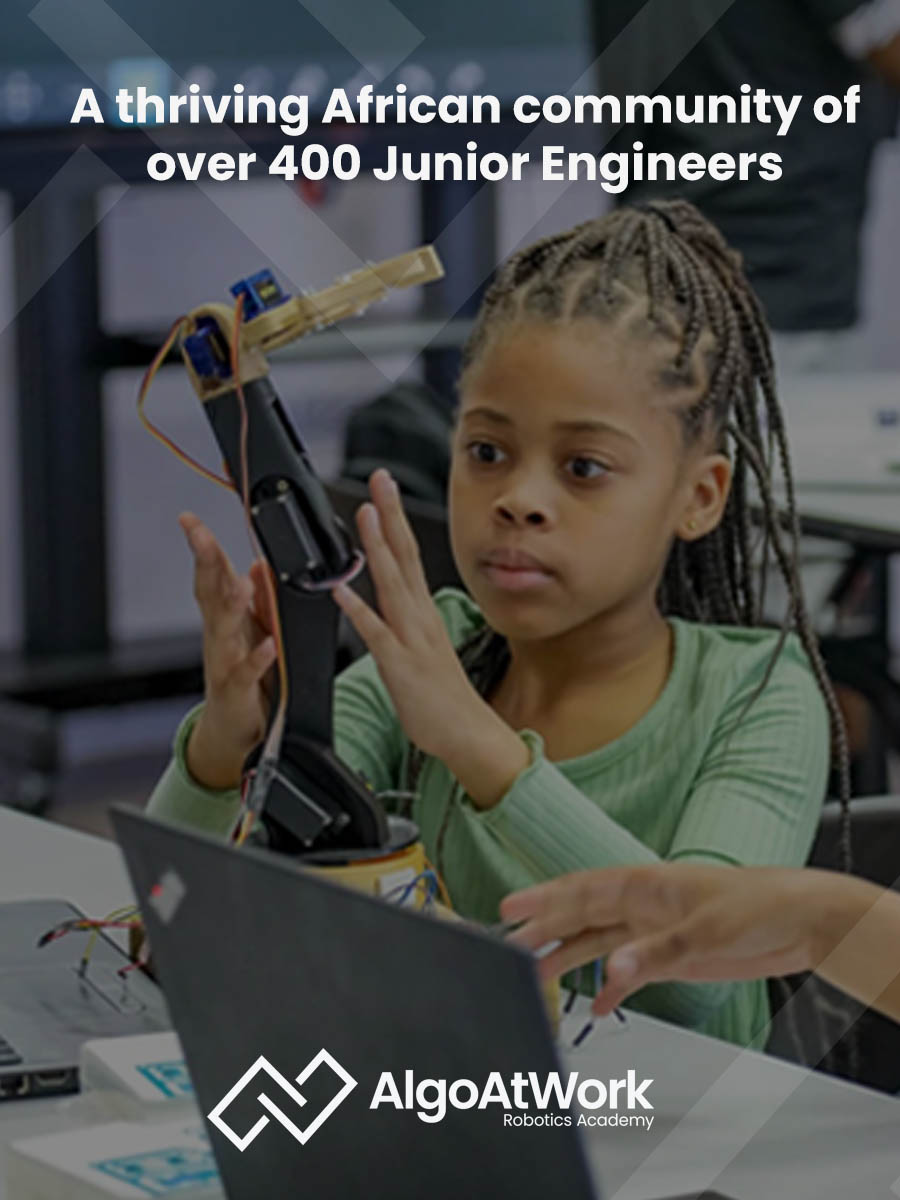 A thriving African community of
over 400 Junior Engineers
AlgoAtWork
Robotics Academy